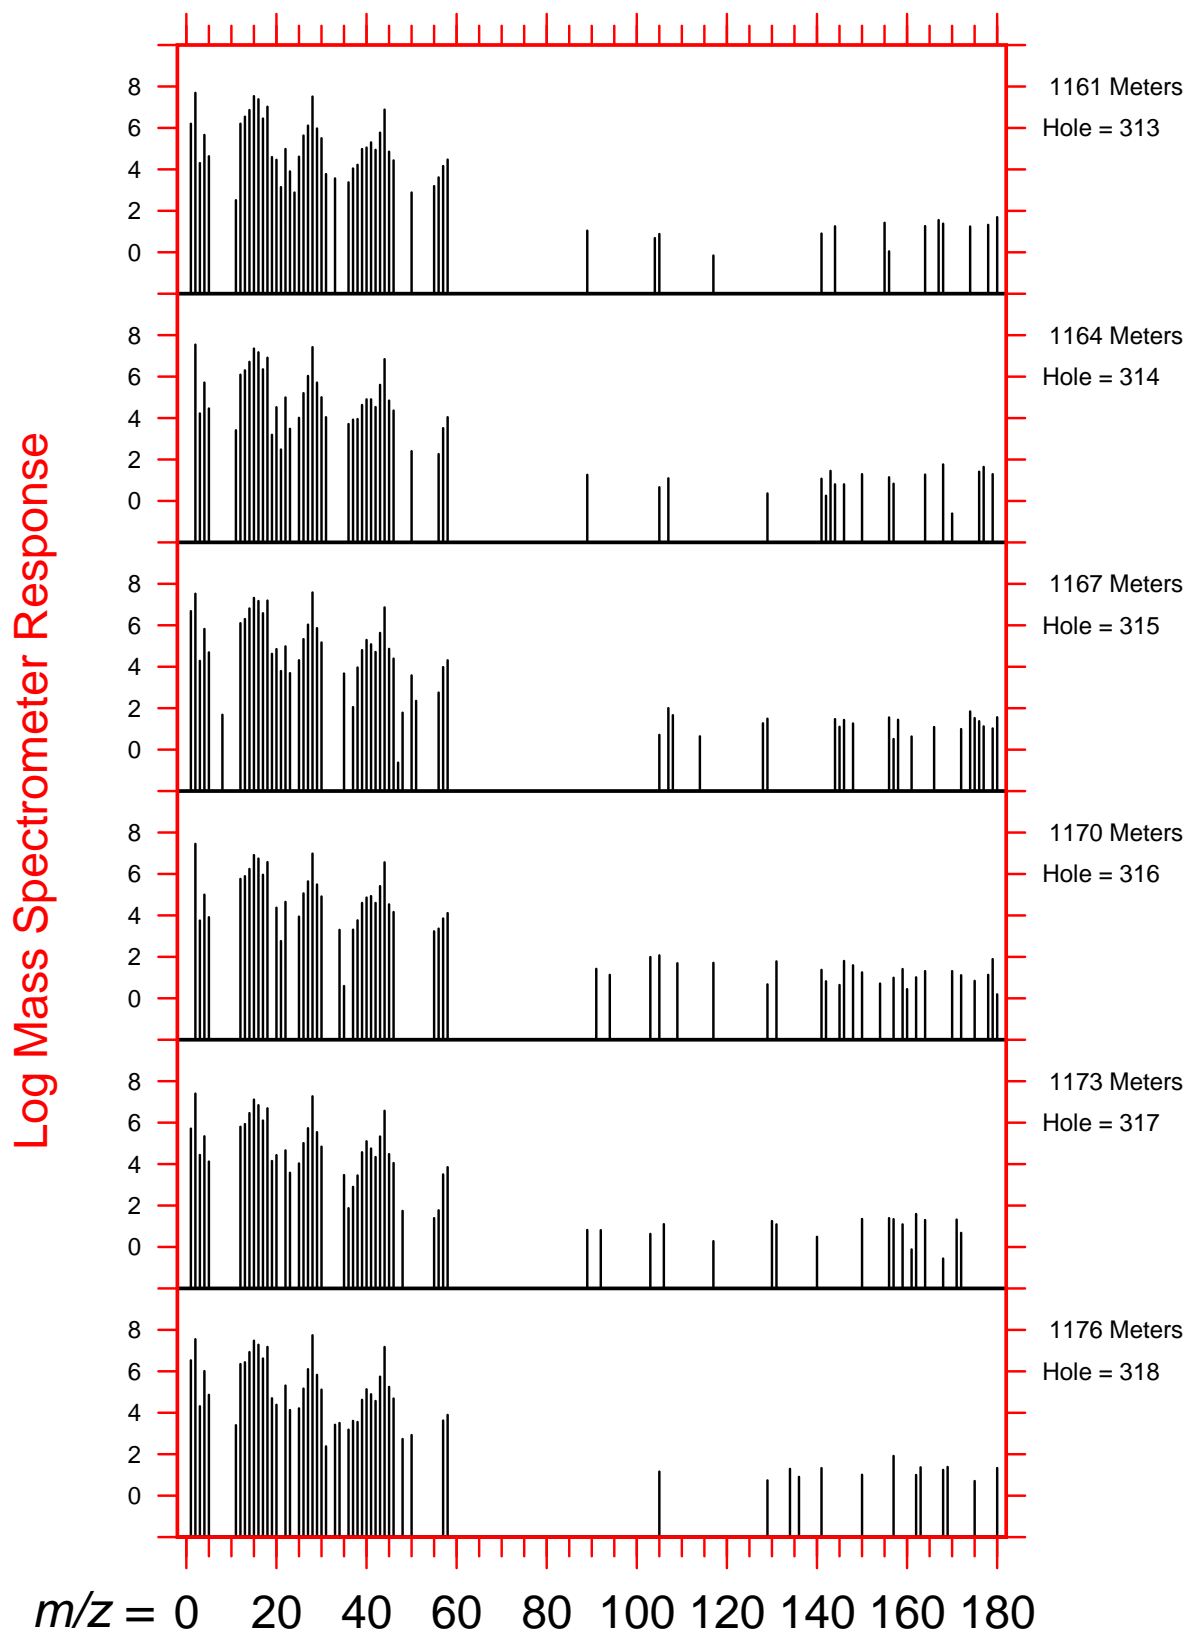 Log Mass Spectrometer Response
8
6
4
2
0
1161 Meters
Hole = 313
8
6
4
2
0
1164 Meters
Hole = 314
8
6
4
2
0
1167 Meters
Hole = 315
8
6
4
2
0
1170 Meters
Hole = 316
8
6
4
2
0
1173 Meters
Hole = 317
8
6
4
2
0
1176 Meters
Hole = 318
m/z = 0 20 40 60 80 100 120 140 160 180